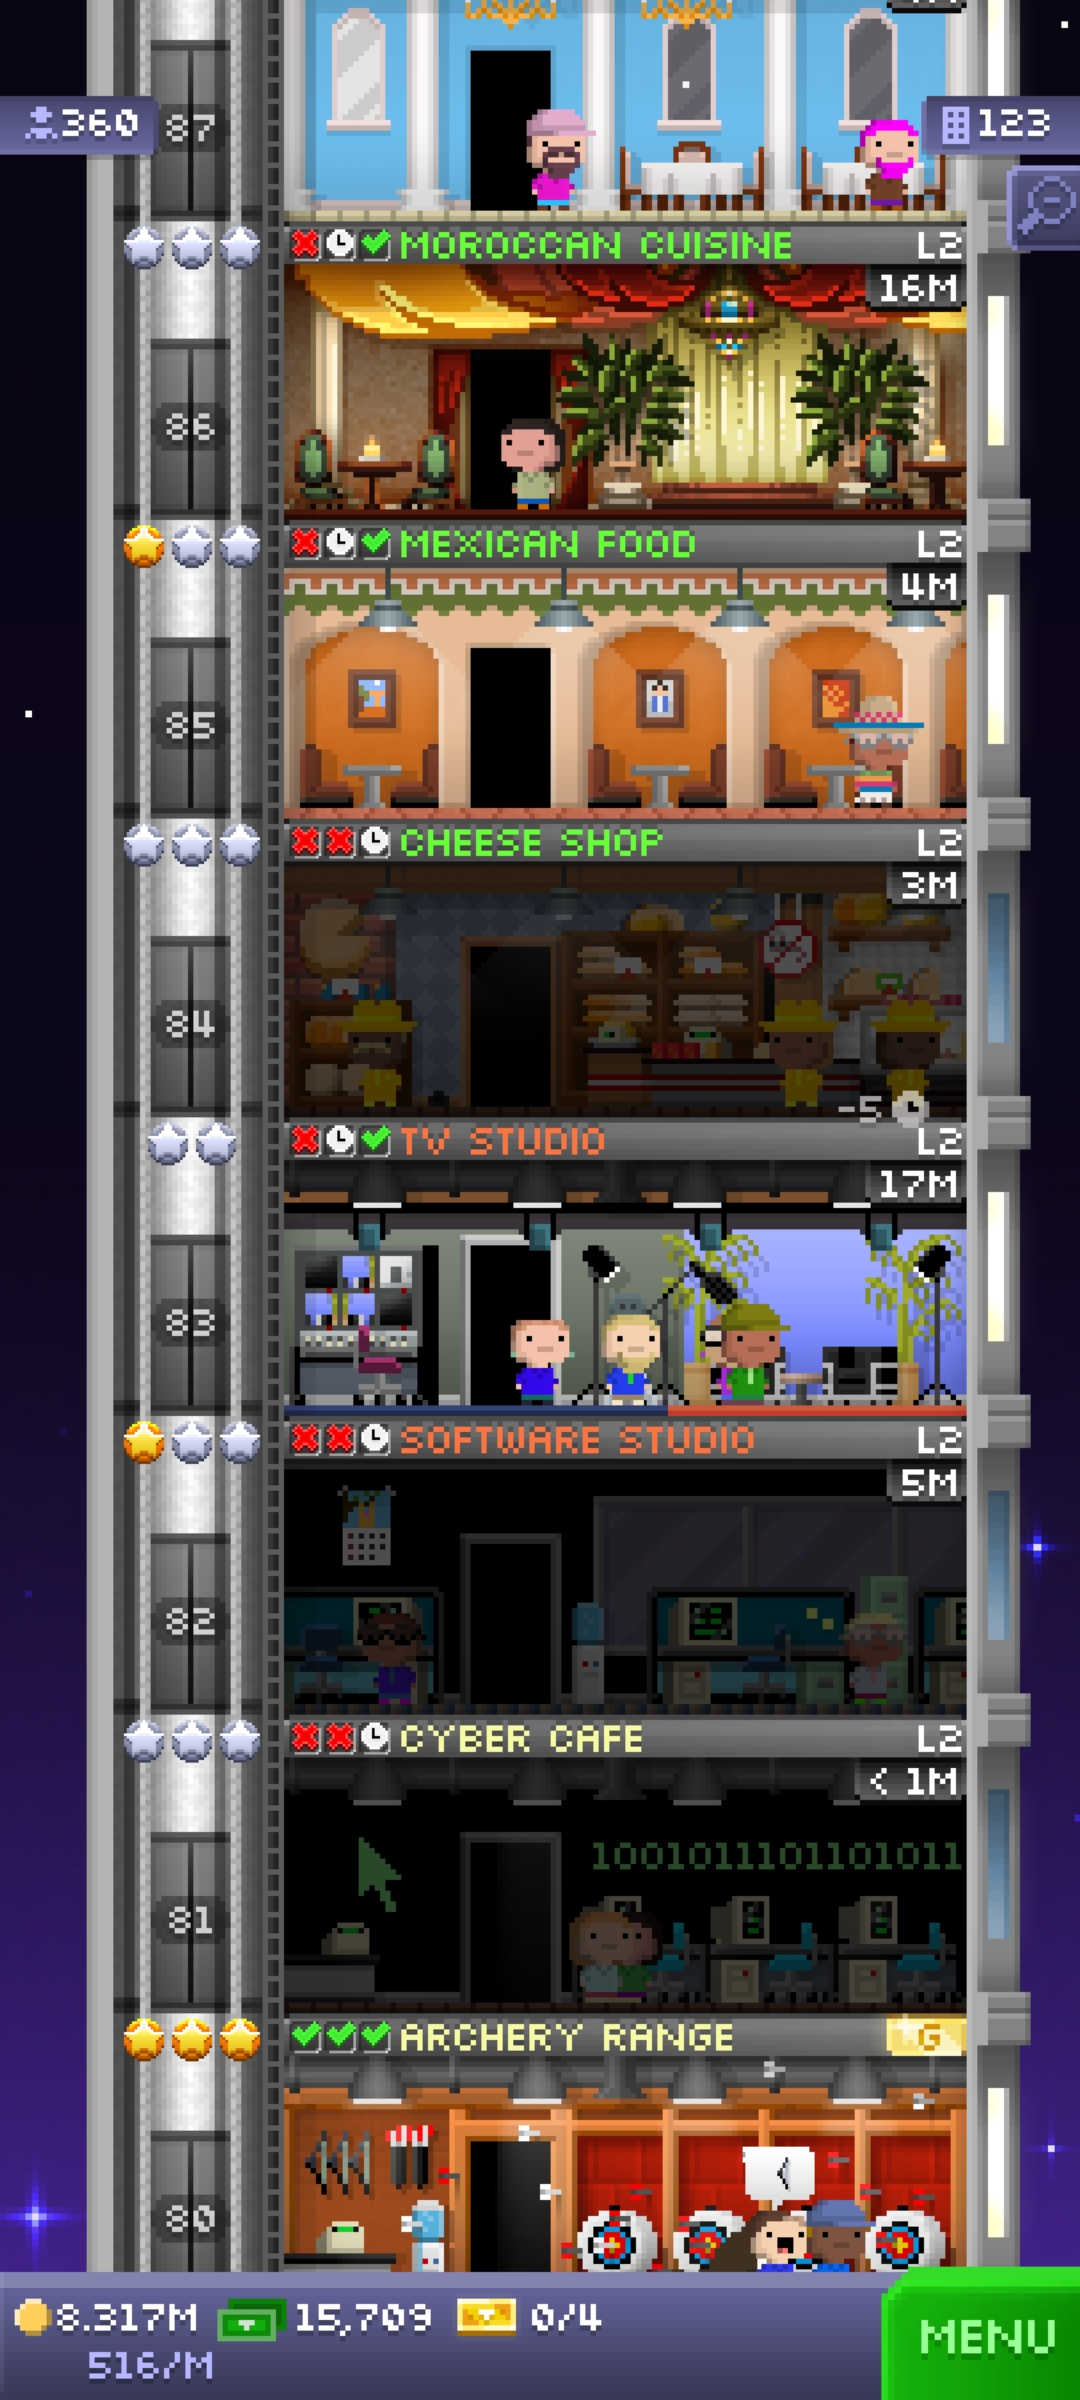 360
87
123
MOROCCAN CUISINE L2
16M
86
MEXICAN FOOD L2
4M
85
CHEESE SHOP L2
3M
84
-5
TV STUDIO L2
17M
83
SOFTWARE STUDIO L2
5M
82
CYBER CAFE L2
< 1M
100101110110101011
81
ARCHERY RANGE G
80
8.317M 15,709 0/4
516/M
MENU